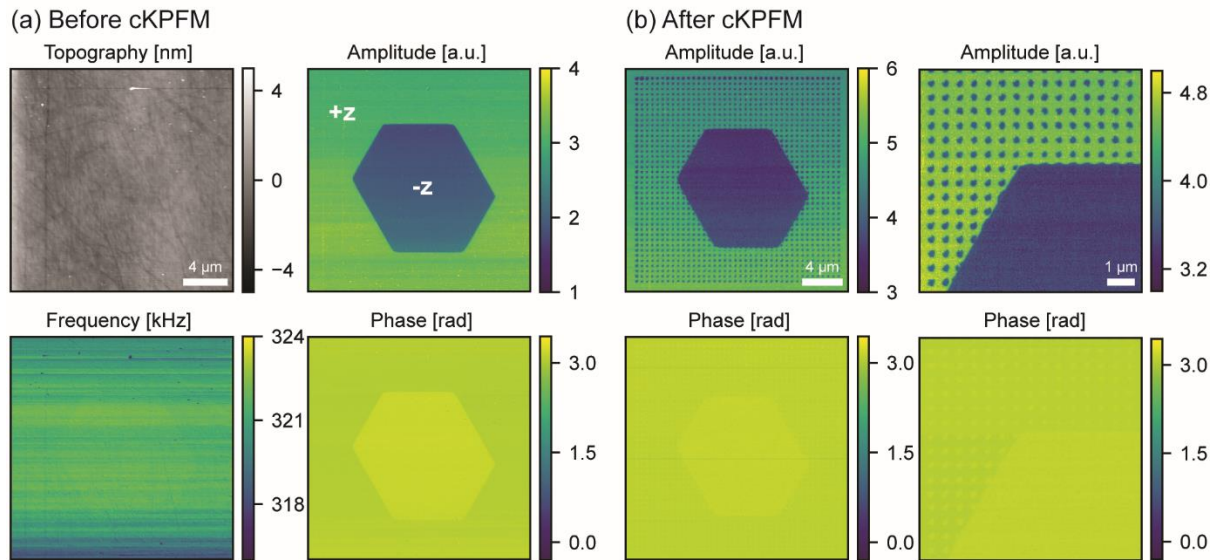 (a) Before cKPFM
(b) After cKPFM
Topography [nm]
Amplitude [a.u.]
Amplitude [a.u.]
Amplitude [a.u.]
4
0
−4
4 µm
+z
-z
4
3
2
1
6
5
4
3
4 µm
4.8
4.0
3.2
1 µm
Frequency [kHz]
Phase [rad]
Phase [rad]
Phase [rad]
324
321
318
3.0
1.5
0.0
3.0
1.5
0.0
3.0
1.5
0.0